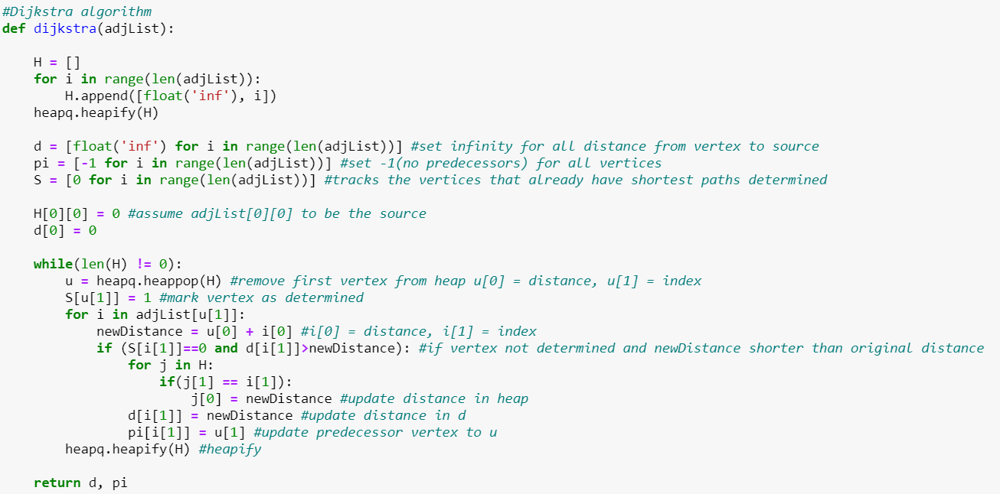 #Dijkstra algorithm
def dijkstra(adjList):

    H = []
    for i in range(len(adjList)):
        H.append([float('inf'), i])
    heapq.heapify(H)

    d = [float('inf') for i in range(len(adjList))] #set infinity for all distance from vertex to source
    pi = [-1 for i in range(len(adjList))] #set -1(no predecessors) for all vertices
    S = [0 for i in range(len(adjList))] #tracks the vertices that already have shortest paths determined

    H[0][0] = 0 #assume adjList[0][0] to be the source
    d[0] = 0

    while(len(H) != 0):
        u = heapq.heappop(H) #remove first vertex from heap u[0] = distance, u[1] = index
        S[u[1]] = 1 #mark vertex as determined
        for i in adjList[u[1]]:
            newDistance = u[0] + i[0] #i[0] = distance, i[1] = index
            if (S[i[1]]==0 and d[i[1]]>newDistance): #if vertex not determined and newDistance shorter than original distance
                for j in H:
                    if(j[1] == i[1]):
                        j[0] = newDistance #update distance in heap
                d[i[1]] = newDistance #update distance in d
                pi[i[1]] = u[1] #update predecessor vertex to u
        heapq.heapify(H) #heapify

    return d, pi